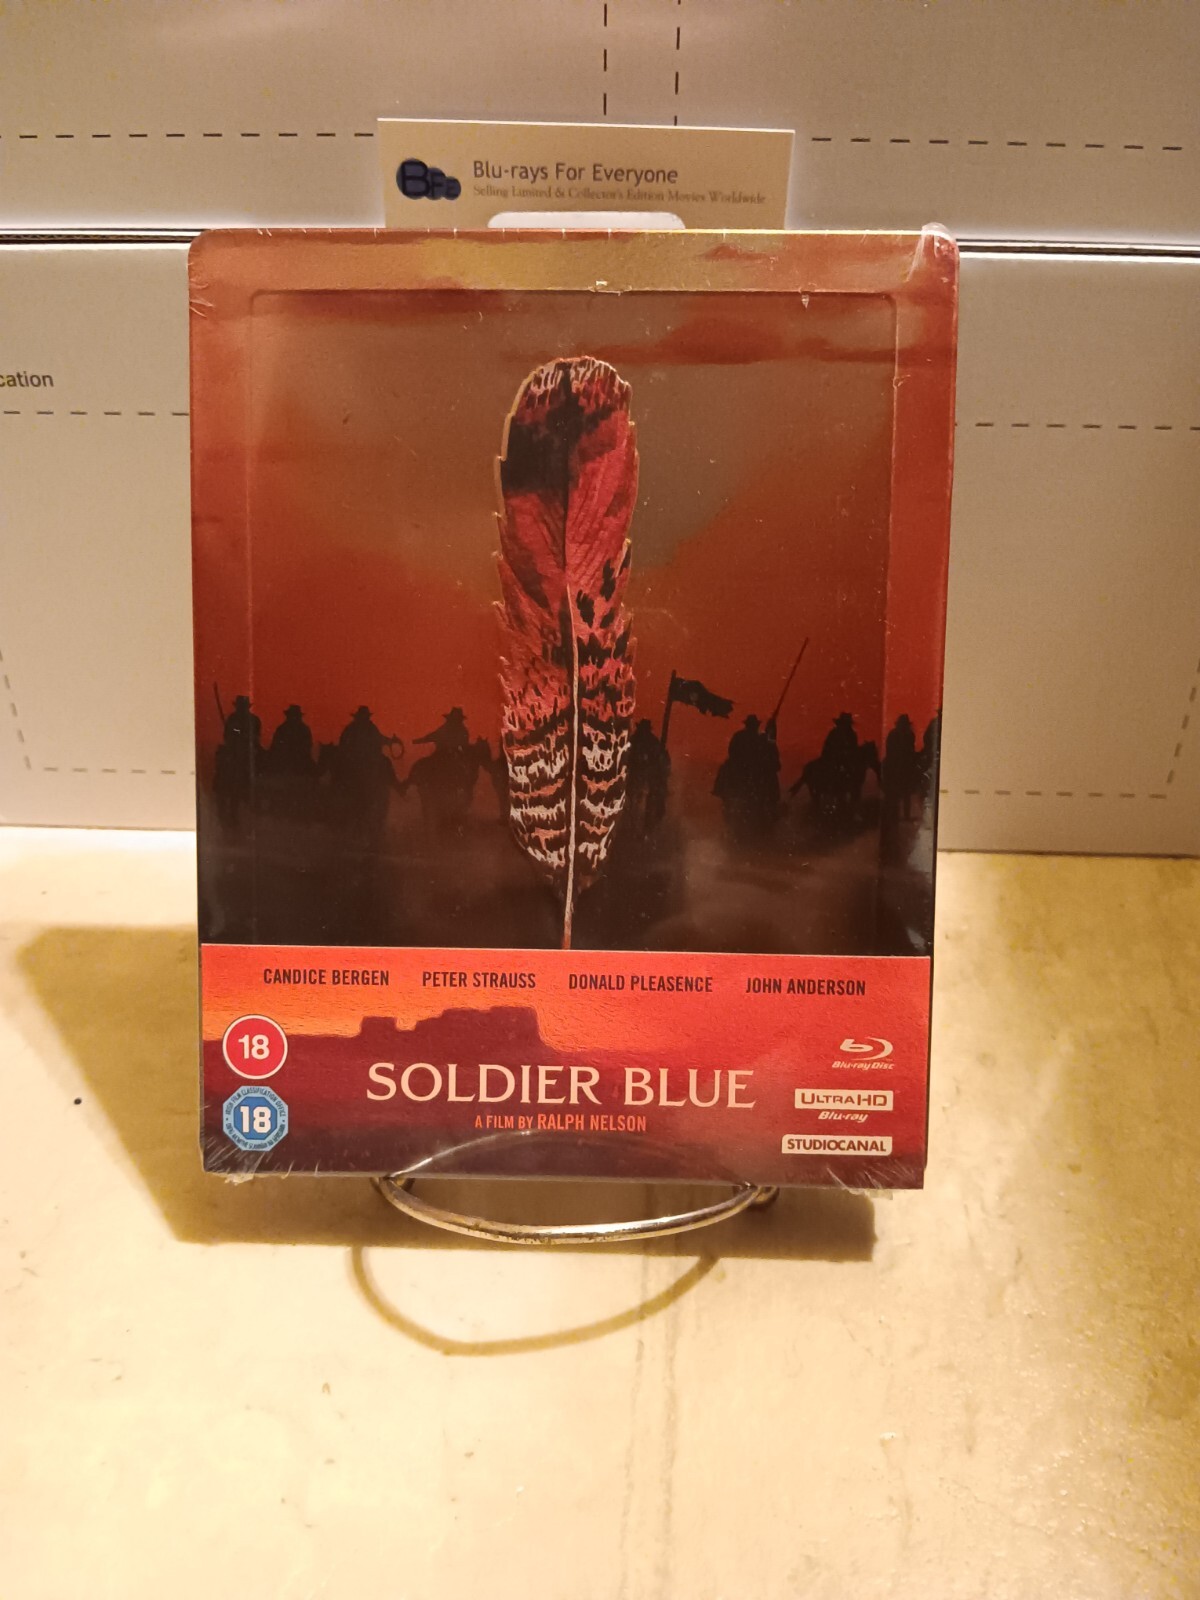 BFE
Blu-rays For Everyone
Selling Limited & Collector's Edition Movies Worldwide
cation
CANDICE BERGEN PETER STRAUSS DONALD PLEASENCE JOHN ANDERSON
18
18
SOLDIER BLUE
A FILM BY RALPH NELSON
Blu-ray Disc
ULTRA HD
Blu-ray
STUDIOCANAL